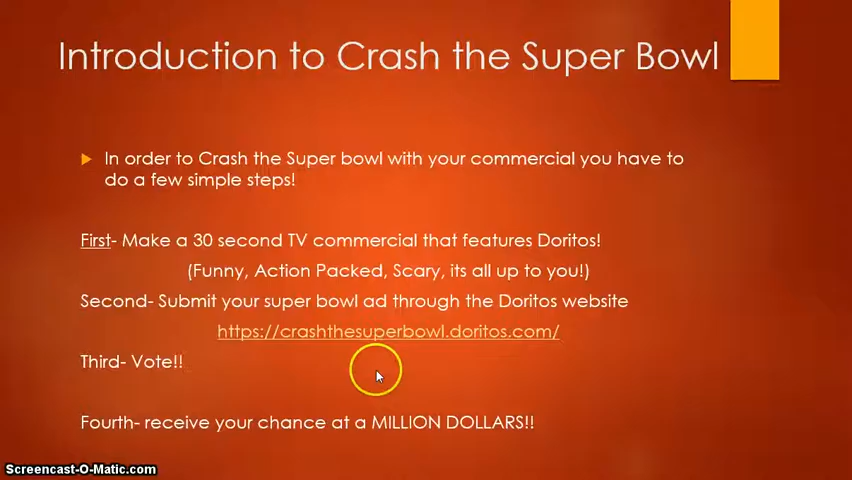 Introduction to Crash the Super Bowl
In order to Crash the Super bowl with your commercial you have to
do a few simple steps!
First- Make a 30 second TV commercial that features Doritos!
(Funny, Action Packed, Scary, its all up to you!)
Second- Submit your super bowl ad through the Doritos website
https://crashthesuperbowl.doritos.com/
Third- Vote!!
Fourth- receive your chance at a MILLION DOLLARS!!
Screencast-O-Matic.com